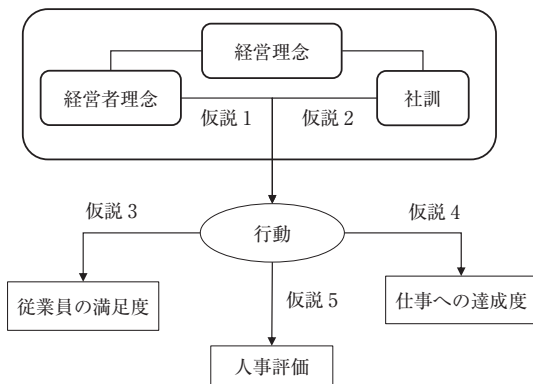 経営理念
経営者理念
社訓
仮説 1
仮説 2
仮説 3
仮説 4
行動
従業員の満足度
仮説 5
仕事への達成度
人事評価